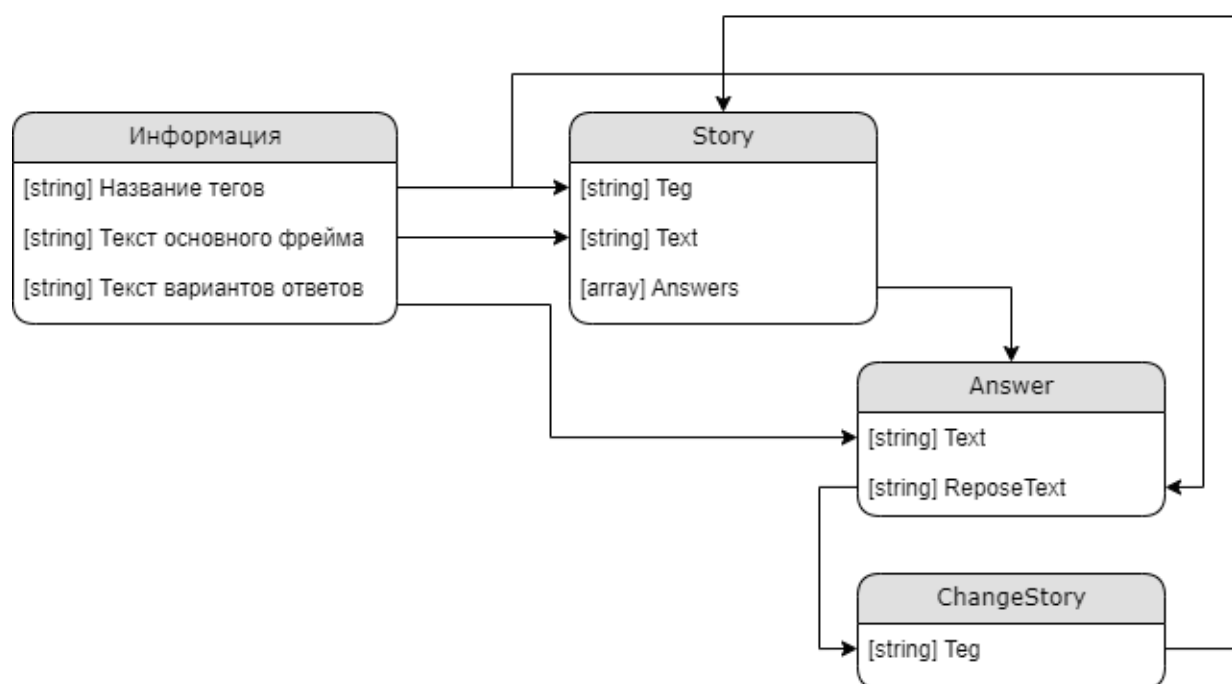 Информация
[string] Название тегов
[string] Текст основного фрейма
[string] Текст вариантов ответов
Story
[string] Teg
[string] Text
[array] Answers
Answer
[string] Text
[string] ReposeText
ChangeStory
[string] Teg